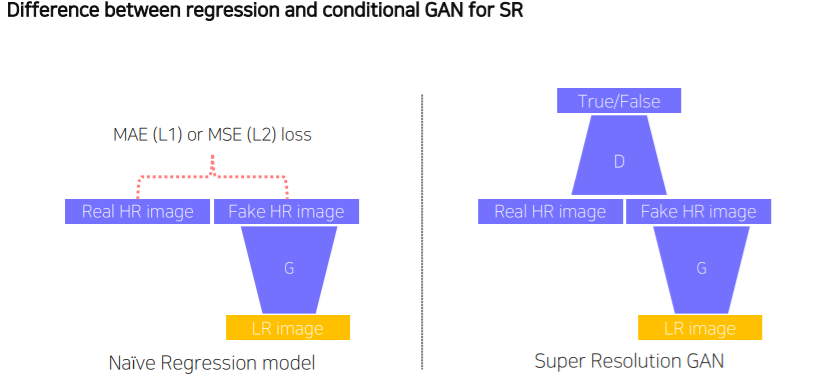 Difference between regression and conditional GAN for SR
MAE (L1) or MSE (L2) loss
Real HR image
Fake HR image
G
LR image
Naïve Regression model
True/False
D
Real HR image
Fake HR image
G
LR image
Super Resolution GAN